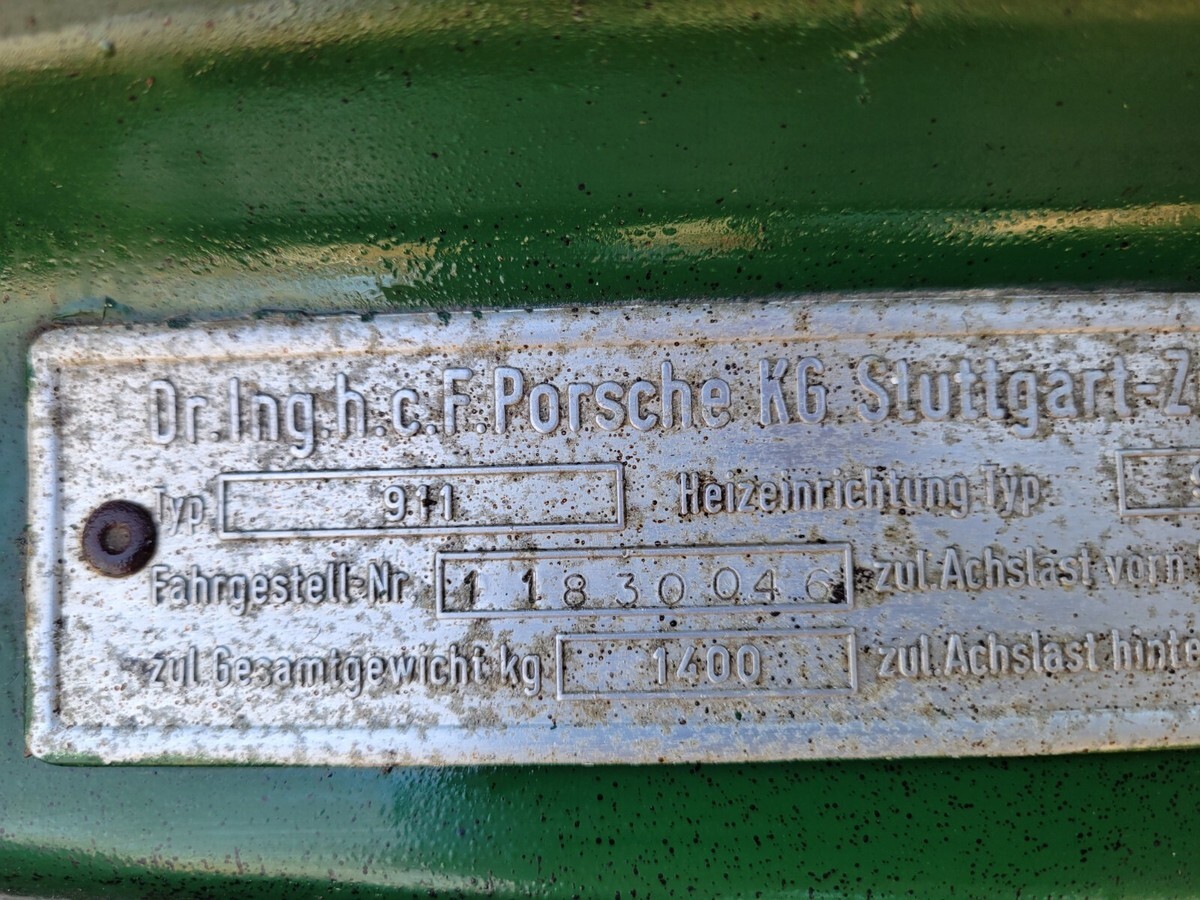 Dr.Ing.h.c.F.Porsche KG Stuttgart-Z
Typ 911 Heizeinrichtung-Typ
Fahrgestell-Nr. 11830046 zul.Achslast vorn
zul Gesamtgewicht kg 1400 zul.Achslast hinte